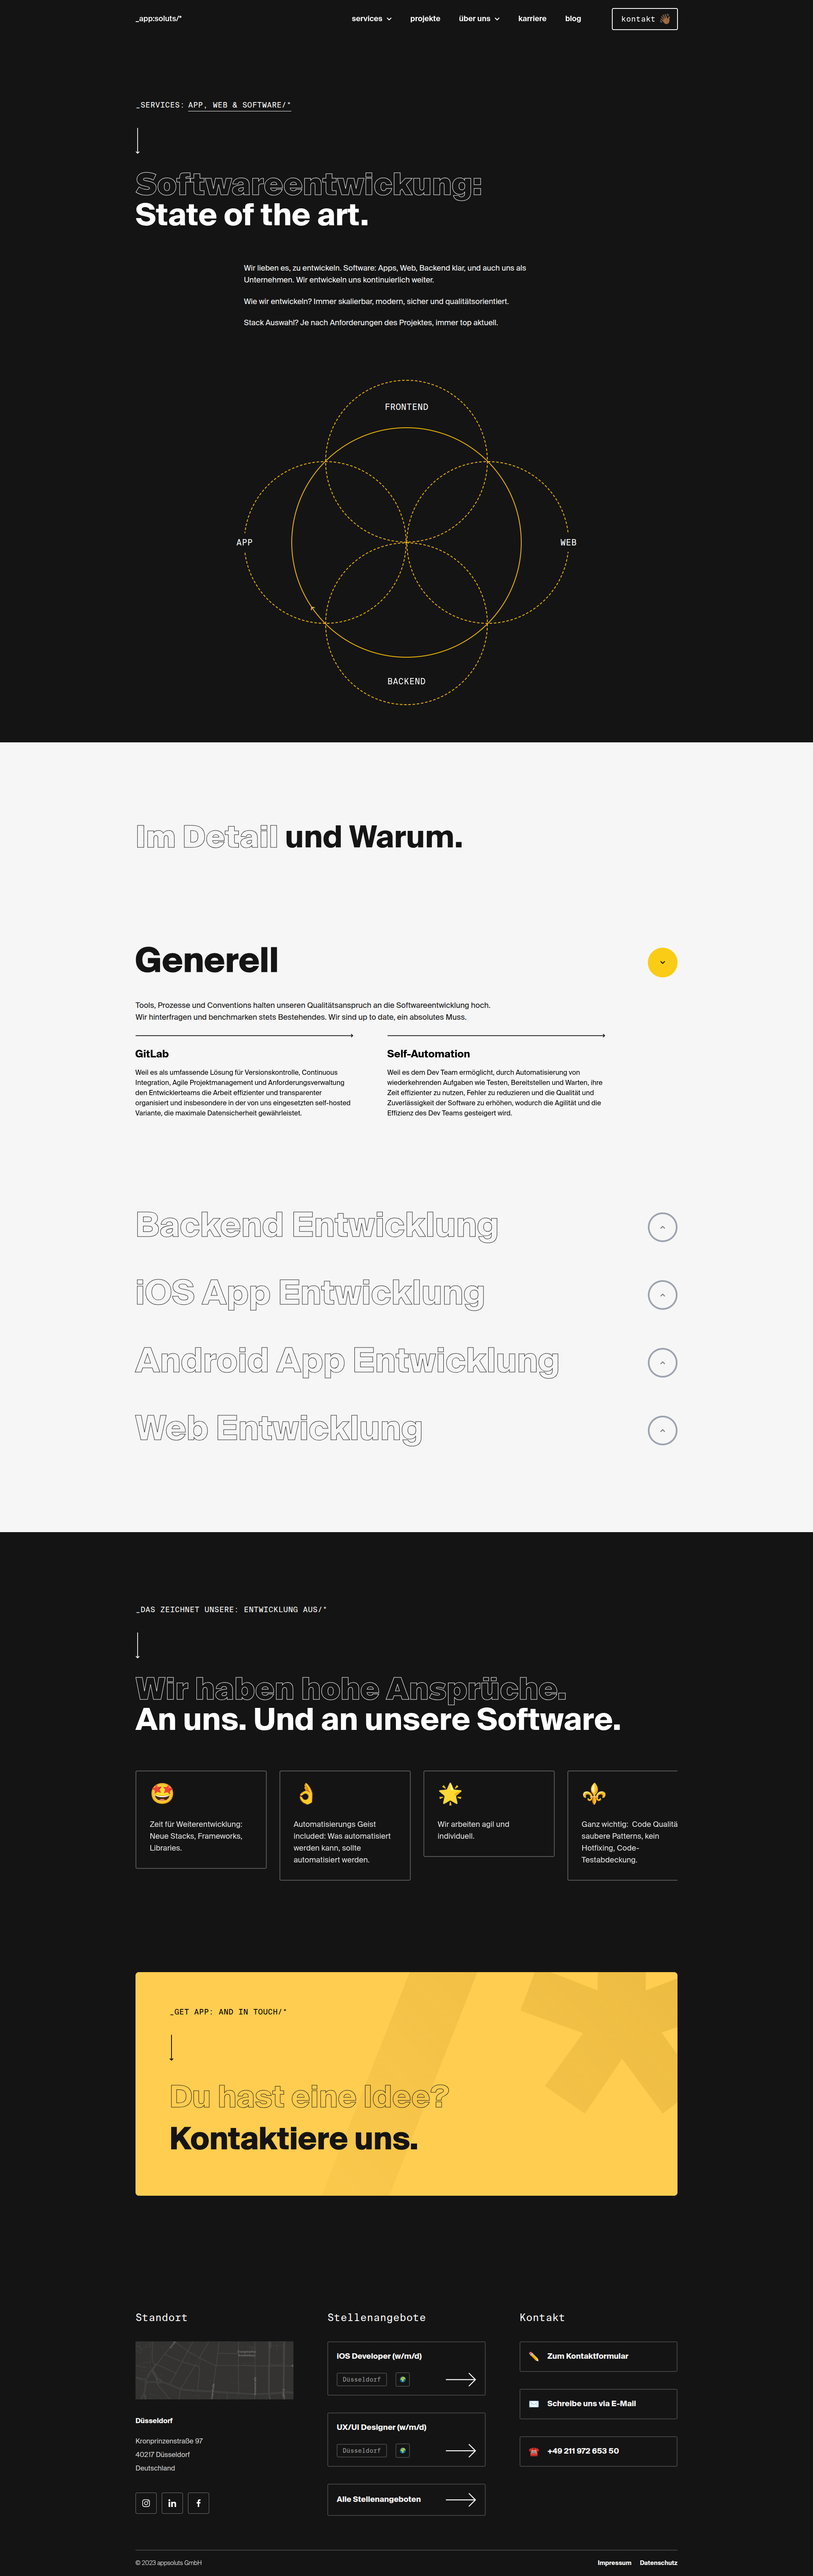 _app:soluts/*
services
projekte
über uns
karriere
blog
kontakt
_SERVICES: APP, WEB & SOFTWARE/*
Softwareentwickung:
State of the art.
Wir lieben es, zu entwickeln. Software: Apps, Web, Backend klar, und auch uns als
Unternehmen. Wir entwickeln uns kontinuierlich weiter.
Wie wir entwickeln? Immer skalierbar, modern, sicher und qualitätsorientiert.
Stack Auswahl? Je nach Anforderungen des Projektes, immer top aktuell.
FRONTEND
APP
WEB
BACKEND
Im Detail und Warum.
Generell
Tools, Prozesse und Conventions halten unseren Qualitätsanspruch an die Softwareentwicklung hoch.
Wir hinterfragen und benchmarken stets Bestehendes. Wir sind up to date, ein absolutes Muss.
GitLab
Weil es als umfassende Lösung für Versionskontrolle, Continuous
Integration, Agile Projektmanagement und Anforderungsverwaltung
den Entwicklerteams die Arbeit effizienter und transparenter
organisiert und insbesondere in der von uns eingesetzten self-hosted
Variante, die maximale Datensicherheit gewährleistet.
Self-Automation
Weil es dem Dev Team ermöglicht, durch Automatisierung von
wiederkehrenden Aufgaben wie Testen, Bereitstellen und Warten, ihre
Zeit effizienter zu nutzen, Fehler zu reduzieren und die Qualität und
Zuverlässigkeit der Software zu erhöhen, wodurch die Agilität und die
Effizienz des Dev Teams gesteigert wird.
Backend Entwicklung
iOS App Entwicklung
Android App Entwicklung
Web Entwicklung
_DAS ZEICHNET UNSERE: ENTWICKLUNG AUS/*
Wir haben hohe Ansprüche.
An uns. Und an unsere Software.
Zeit für Weiterentwicklung:
Neue Stacks, Frameworks,
Libraries.
Automatisierungs Geist
included: Was automatisiert
werden kann, sollte
automatisiert werden.
Wir arbeiten agil und
individuell.
Ganz wichtig: Code Qualitä
saubere Patterns, kein
Hotfixing, Code-
Testabdeckung.
_GET APP: AND IN TOUCH/*
Du hast eine Idee?
Kontaktiere uns.
Standort
Düsseldorf
Kronprinzenstraße 97
40217 Düsseldorf
Deutschland
Stellenangebote
iOS Developer (w/m/d)
Düsseldorf
UX/UI Designer (w/m/d)
Düsseldorf
Alle Stellenangeboten
Kontakt
Zum Kontaktformular
Schreibe uns via E-Mail
+49 211 972 653 50
© 2023 appsoluts GmbH
Impressum
Datenschutz